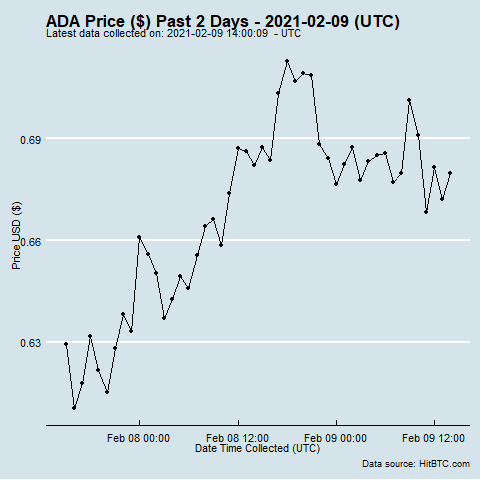 ADA Price ($) Past 2 Days - 2021-02-09 (UTC)
Latest data collected on: 2021-02-09 14:00:09 - UTC
0.69
0.66
0.63
Price USD ($)
Feb 08 00:00 Feb 08 12:00 Feb 09 00:00 Feb 09 12:00
Date Time Collected (UTC)
Data source: HitBTC.com